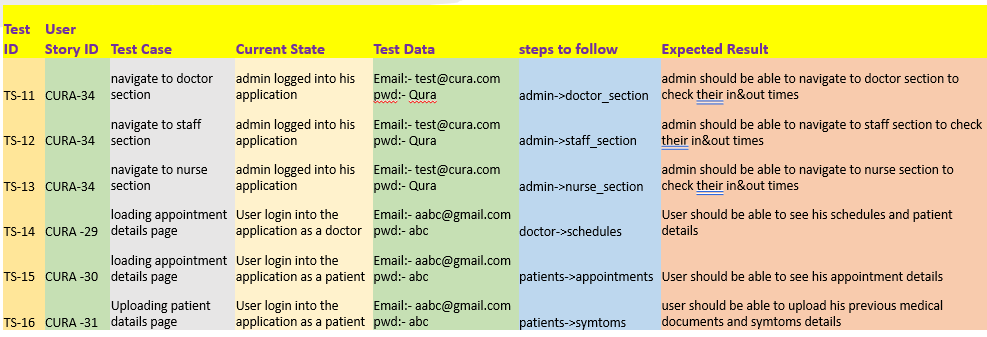 Test ID User Story ID Test Case Current State Test Data steps to follow Expected Result
TS-11 CURA-34 navigate to doctor section admin logged into his application Email:- test@cura.com pwd:- Qura admin->doctor_section admin should be able to navigate to doctor section to check their in&out times
TS-12 CURA-34 navigate to staff section admin logged into his application Email:- test@cura.com pwd:- Qura admin->staff_section admin should be able to navigate to staff section to check their in&out times
TS-13 CURA-34 navigate to nurse section admin logged into his application Email:- test@cura.com pwd:- Qura admin->nurse_section admin should be able to navigate to nurse section to check their in&out times
TS-14 CURA -29 loading appointment details page User login into the application as a doctor Email:- aabc@gmail.com pwd:- abc doctor->schedules User should be able to see his schedules and patient details
TS-15 CURA -30 loading appointment details page User login into the application as a patient Email:- aabc@gmail.com pwd:- abc patients->appointments User should be able to see his appointment details
TS-16 CURA -31 Uploading patient datails page User login into the application as a patient Email:- aabc@gmail.com pwd:- abc patients->symtoms user should be able to upload his previous medical documents and symtoms details